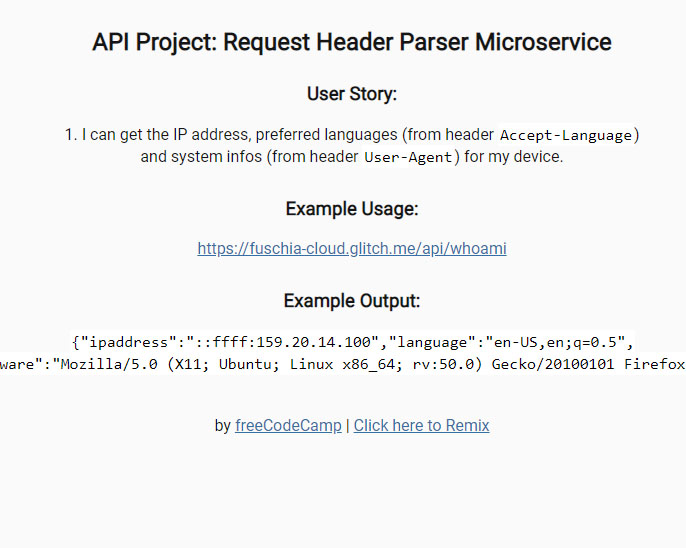 API Project: Request Header Parser Microservice
User Story:
1. I can get the IP address, preferred languages (from header Accept-Language)
and system infos (from header User-Agent) for my device.
Example Usage:
https://fuschia-cloud.glitch.me/api/whoami
Example Output:
{"ipaddress":"::ffff:159.20.14.100","language":"en-US,en;q=0.5",
ware":"Mozilla/5.0 (X11; Ubuntu; Linux x86_64; rv:50.0) Gecko/20100101 Firefox
by freeCodeCamp | Click here to Remix